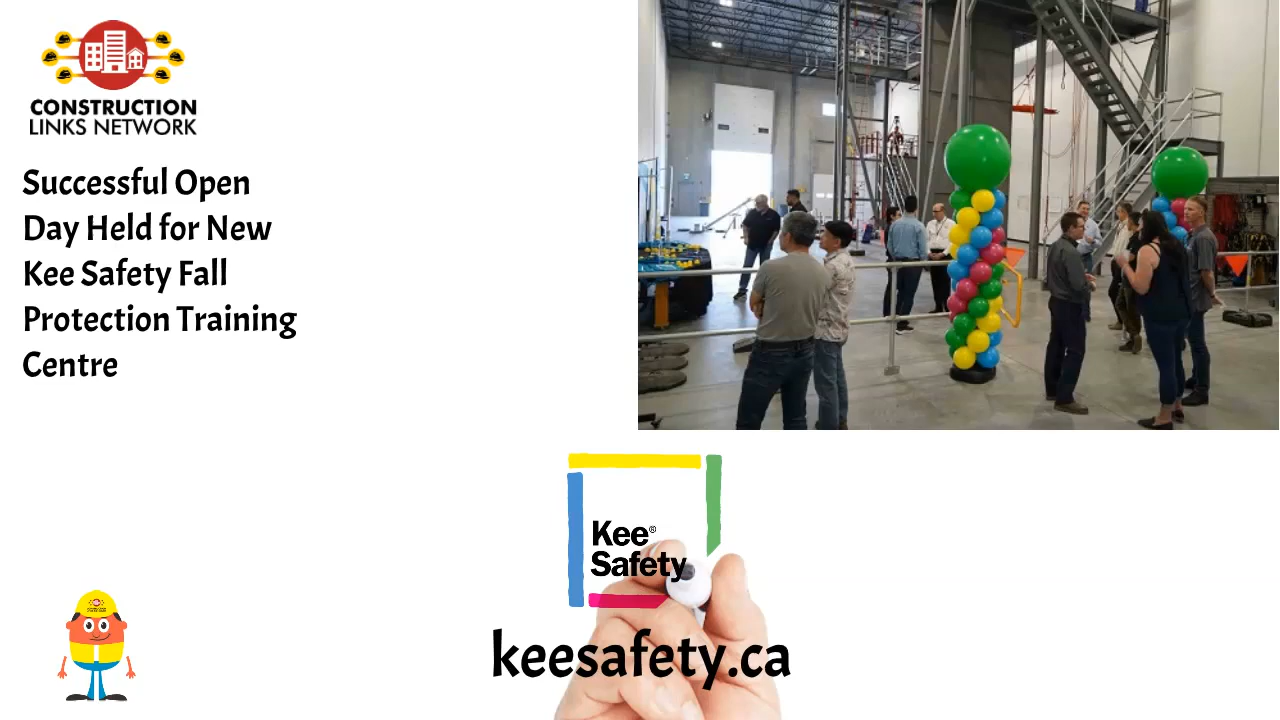 CONSTRUCTION
LINKS NETWORK
Successful Open
Day Held for New
Kee Safety Fall
Protection Training
Centre
Kee®
Safety
keesafety.ca